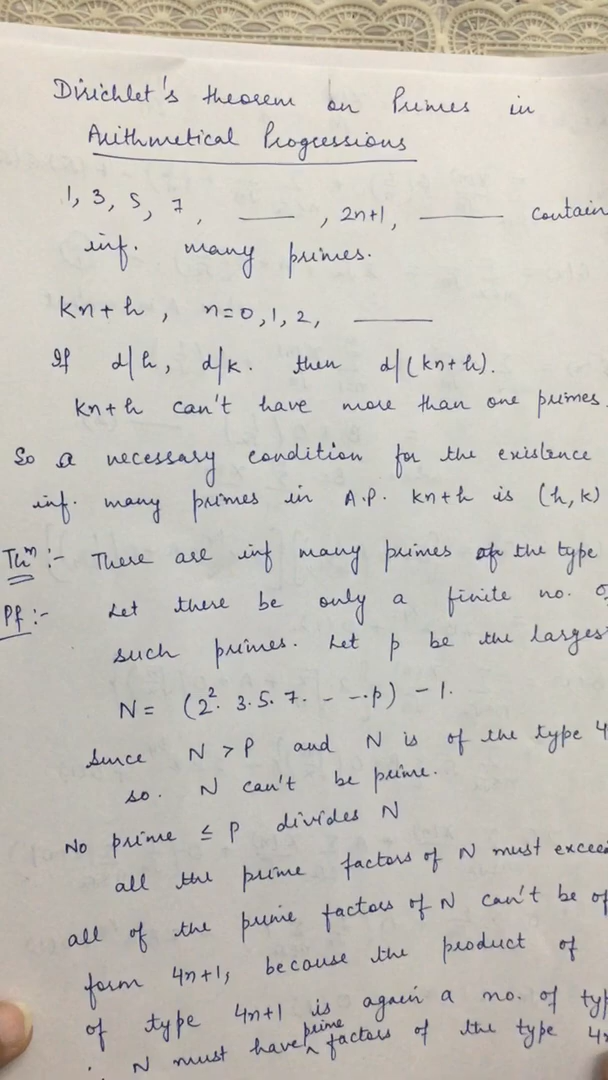 Dirichlet's theorem on Primes in
Arithmetical Progressions
1, 3, 5, 7, ___ , 2n+1, ___ contain
inf. many primes.
kn + h , n=0,1,2, ___
If d/h, d/k. then d/(kn+h).
kn+h can't have more than one primes.
So a necessary condition for the existence
inf. many primes in A.P. kn+h is (h,k)
Thᵐ :- There are inf many primes of the type
Pf :- Let there be only a finite no. of
such primes. Let p be the larges
N = (2². 3.5.7. - -.p) - 1.
Since N > P and N is of the type 4
so. N can't be prime.
No prime ≤ P divides N
all the prime factors of N must excee
all of the prime factors of N can't be of
form 4n+1, because the product of
of type 4n+1 is again a no. of typ
∴ N must have prime factors of the type 4n